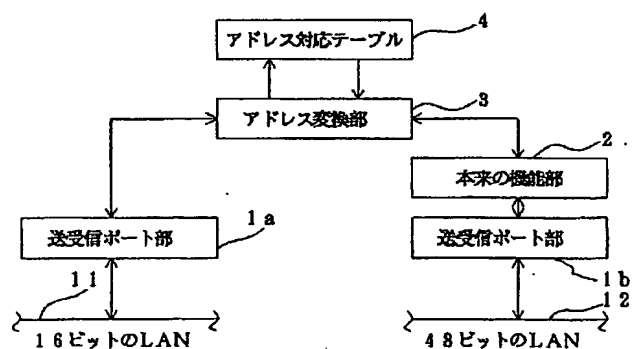 アドレス対応テーブル
4
アドレス変換部
3
2
本来の機能部
送受信ポート部
1a
送受信ポート部
1b
11
12
16ビットのLAN
48ビットのLAN